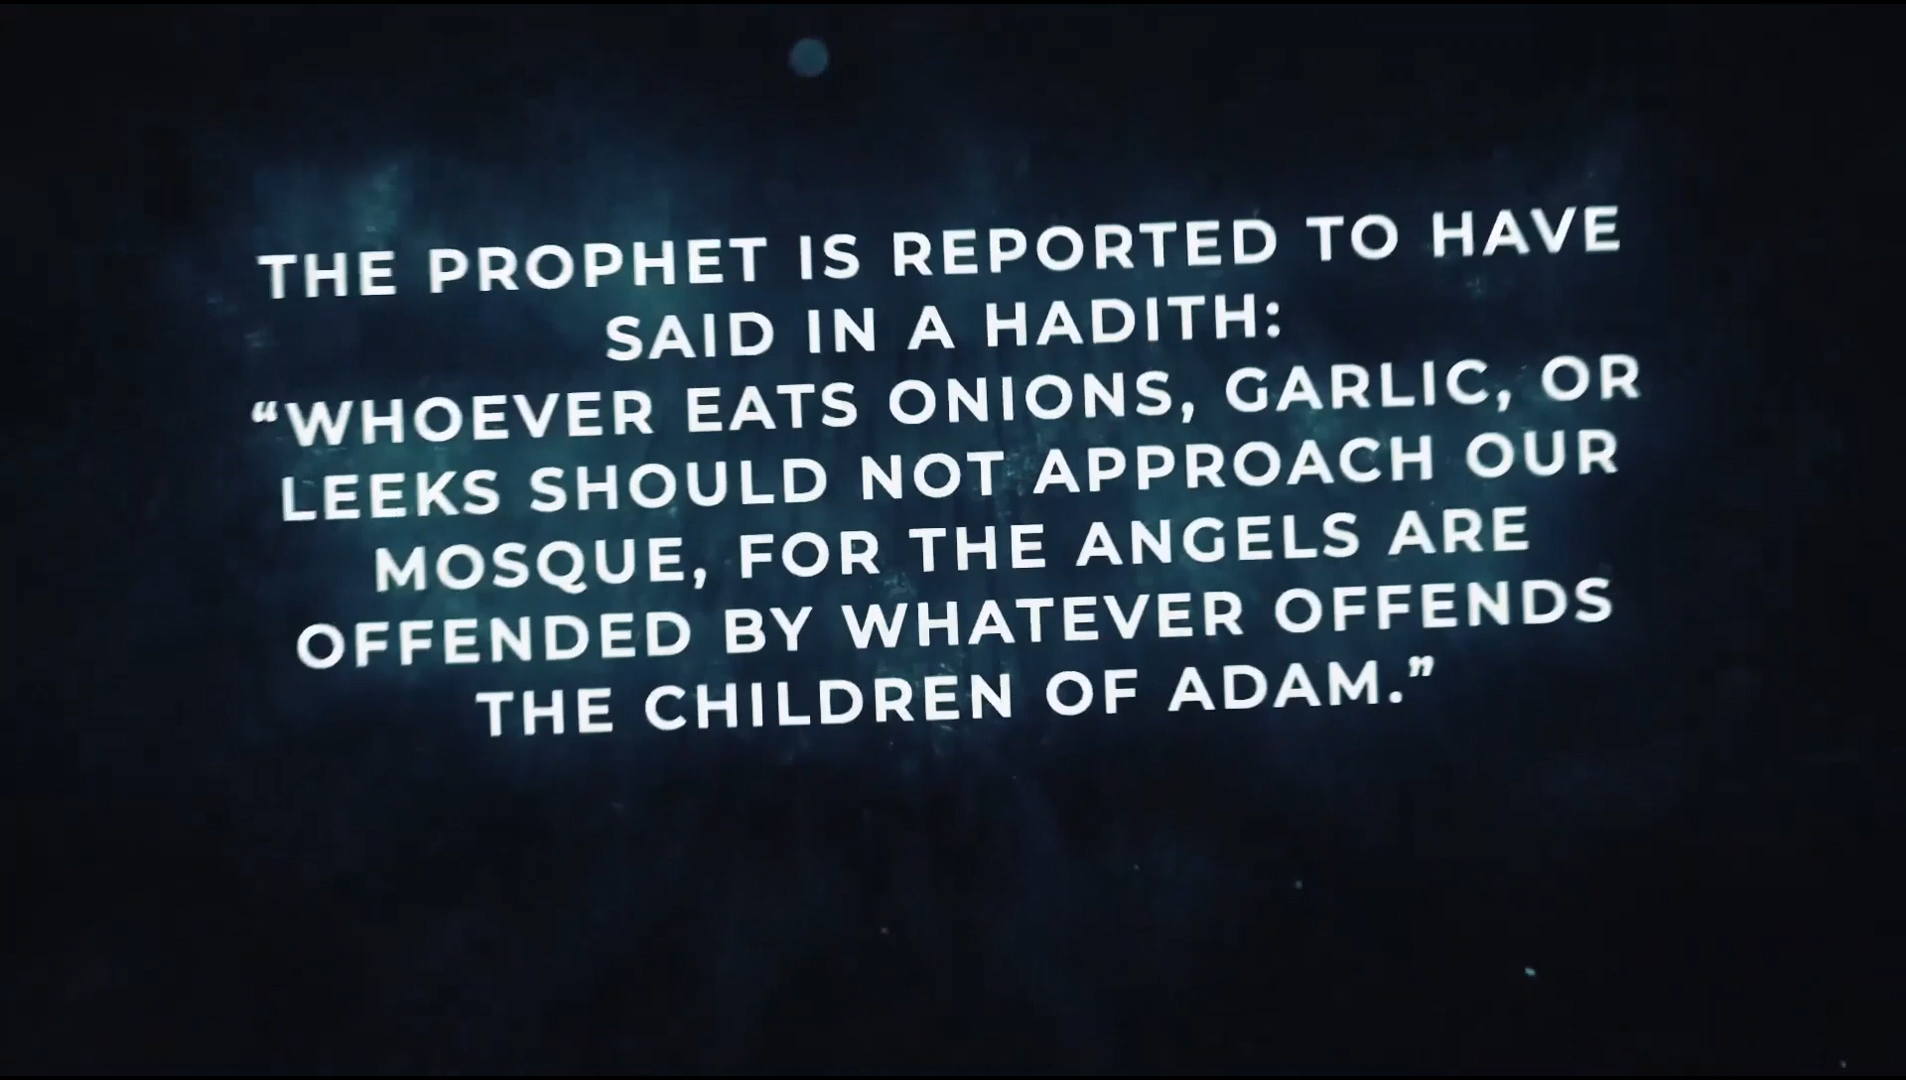 THE PROPHET IS REPORTED TO HAVE
SAID IN A HADITH:
“WHOEVER EATS ONIONS, GARLIC, OR
LEEKS SHOULD NOT APPROACH OUR
MOSQUE, FOR THE ANGELS ARE
OFFENDED BY WHATEVER OFFENDS
THE CHILDREN OF ADAM.”